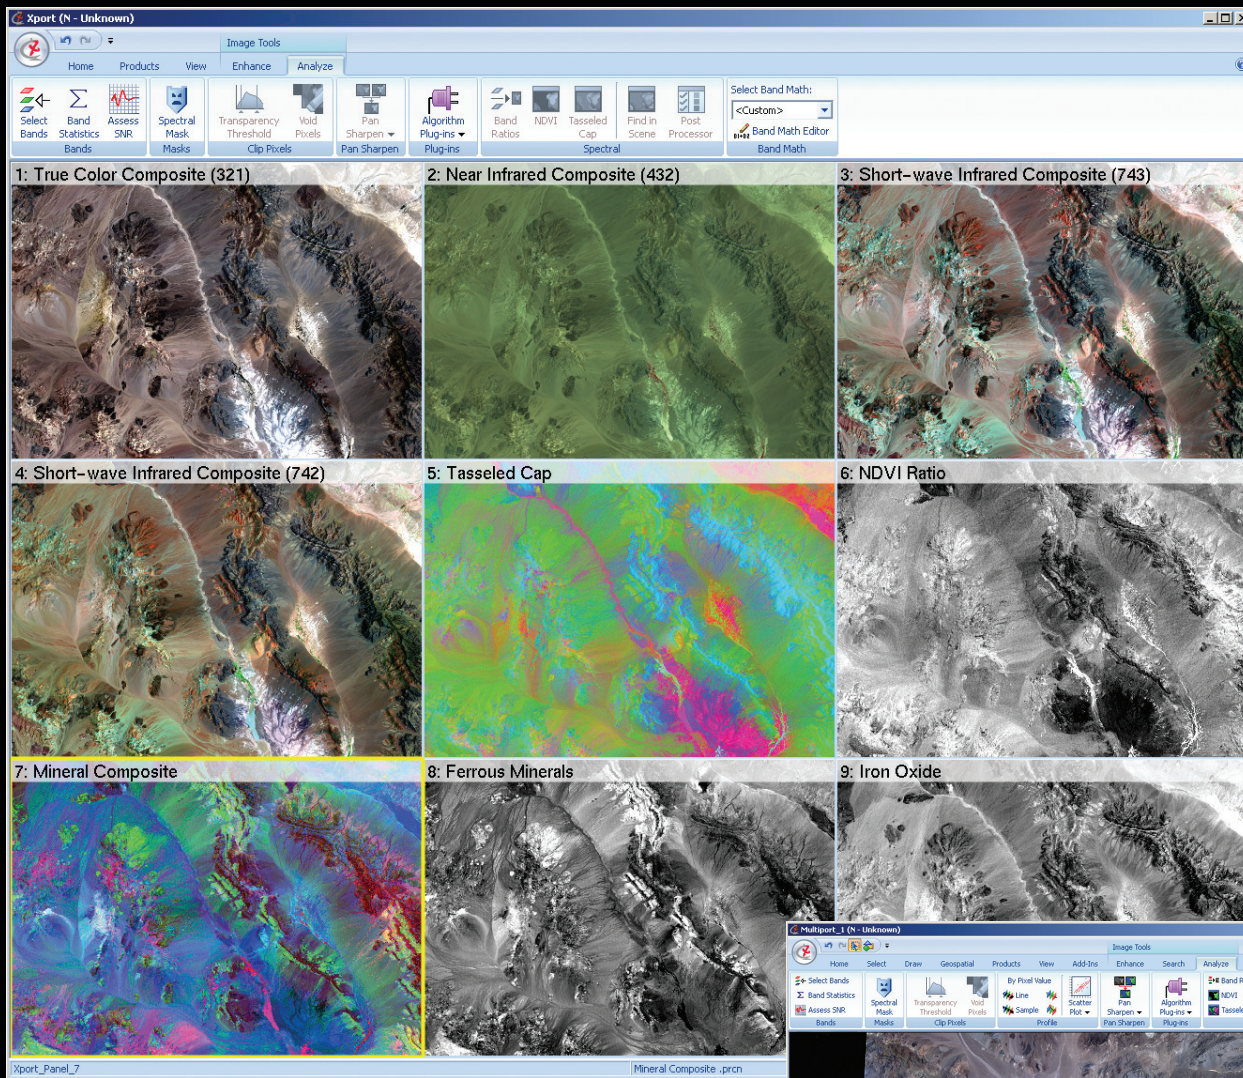 Xport (N - Unknown)
Image Tools
Home Products View Enhance Analyze
Select Bands
Band Statistics
Assess SNR
Bands
Spectral Mask
Masks
Transparency Threshold
Void Pixels
Clip Pixels
Pan Sharpen
Pan Sharpen
Algorithm Plug-ins
Plug-ins
Band Ratios
NDVI
Tasseled Cap
Find in Scene
Post Processor
Spectral
Select Band Math:
<Custom>
Band Math Editor
Band Math
1: True Color Composite (321)
2: Near Infrared Composite (432)
3: Short-wave Infrared Composite (743)
4: Short-wave Infrared Composite (742)
5: Tasseled Cap
6: NDVI Ratio
7: Mineral Composite
8: Ferrous Minerals
9: Iron Oxide
Multiport_1 (N - Unknown)
Image Tools
Home Select Draw Geospatial Products View Add-Ins Enhance Search Analyze
Select Bands
Band Statistics
Assess SNR
Bands
Spectral Mask
Masks
Transparency Threshold
Void Pixels
Clip Pixels
By Pixel Value
Line
Sample
Scatter Plot
Profile
Pan Sharpen
Pan Sharpen
Algorithm Plug-ins
Plug-ins
Band R
NDVI
Tassele
Xport_Panel_7
Mineral Composite .prcn